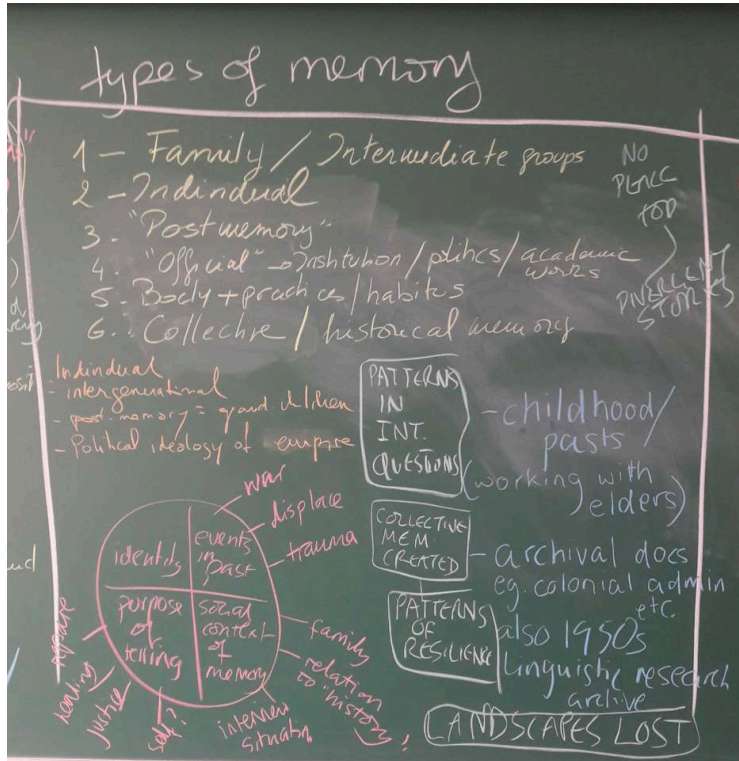 types of memory
1 - Family / Intermediate groups
2 - Individual
3. "Postmemory"
4. "Official" → Institution / politics / academic works
5. Body + practices / habitus
6. Collective / historical memory
NO
PLACE
TOD
DIVERGENT
STORIES
Individual
- intergenerational
- post-memory = grand children
- Political ideology of empire
PATTERNS
IN
INT.
QUESTIONS
- childhood/
pasts
(working with
elders)
COLLECTIVE
MEM.
CREATED
- archival docs
eg. colonial admin
etc.
PATTERNS
OF
RESILIENCE
also 1950s
linguistic research
archive
LANDSCAPES LOST
identity
events
in
past
purpose
of
telling
social
context
of
memory
war
displace
trauma
family
relation
to "history"
interview
situation
justice
healing